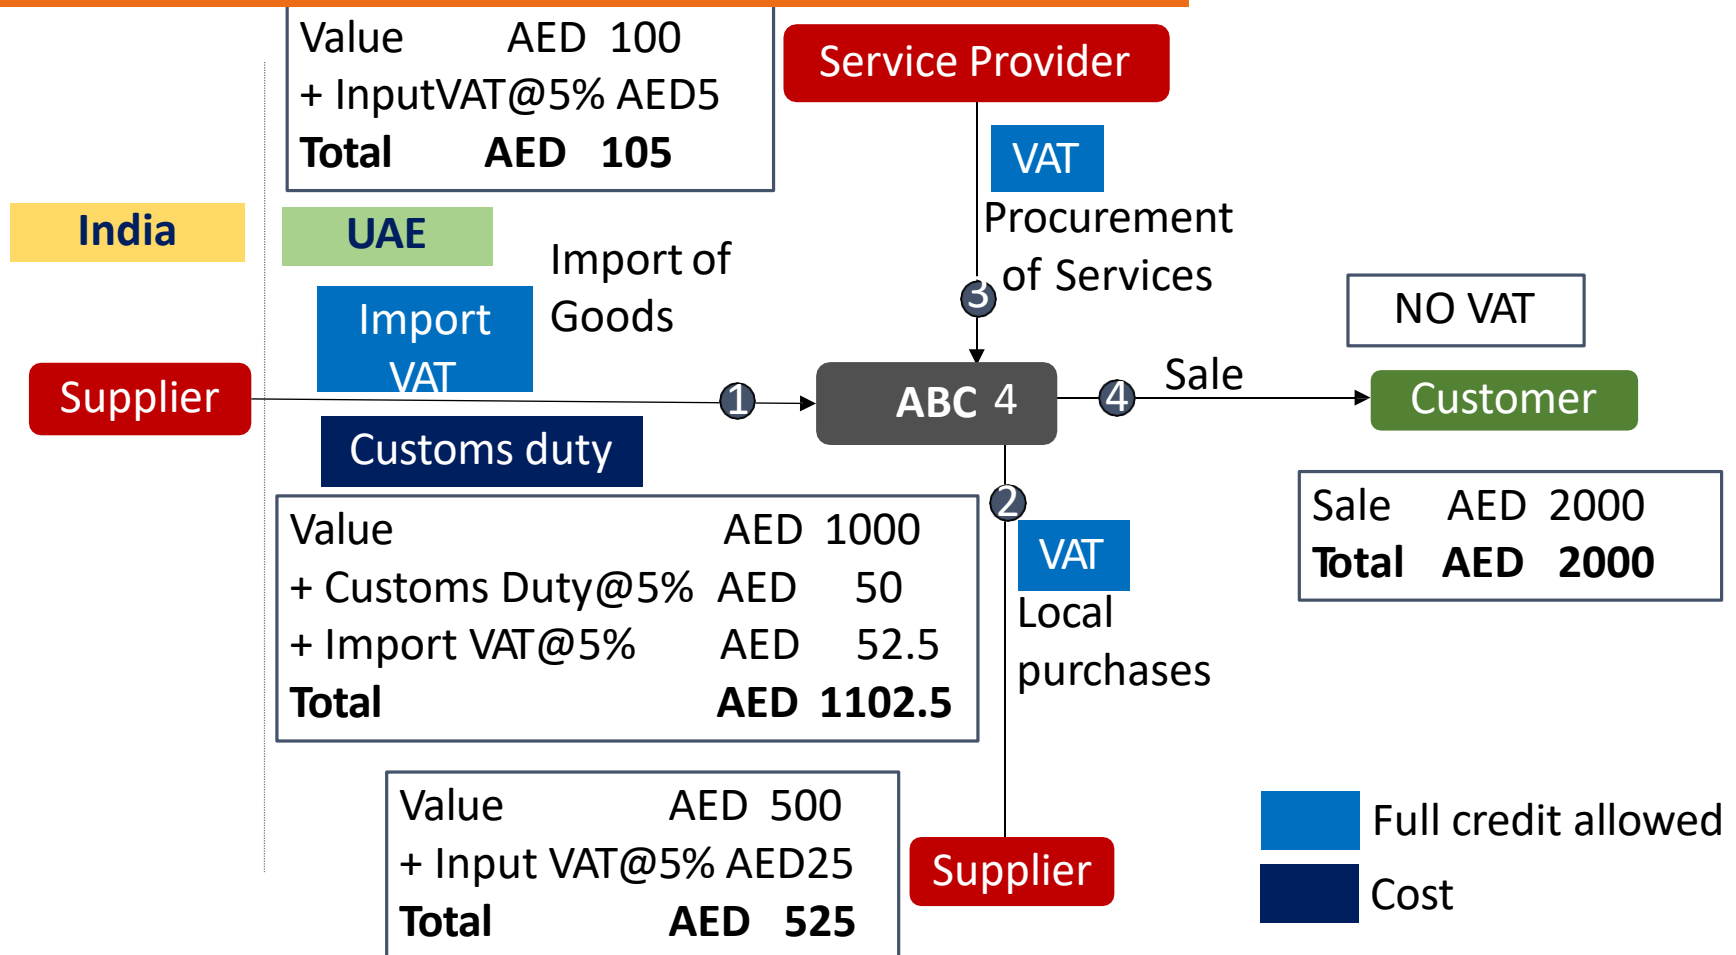 Value AED 100
+ InputVAT@5% AED5
Total AED 105
Service Provider
VAT
Procurement
of Services
3
India
UAE
Import of
Goods
Import
VAT
NO VAT
Supplier
1
ABC 4
4
Sale
Customer
Customs duty
2
Value AED 1000
+ Customs Duty@5% AED 50
+ Import VAT@5% AED 52.5
Total AED 1102.5
VAT
Local
purchases
Sale AED 2000
Total AED 2000
Value AED 500
+ Input VAT@5% AED25
Total AED 525
Supplier
Full credit allowed
Cost